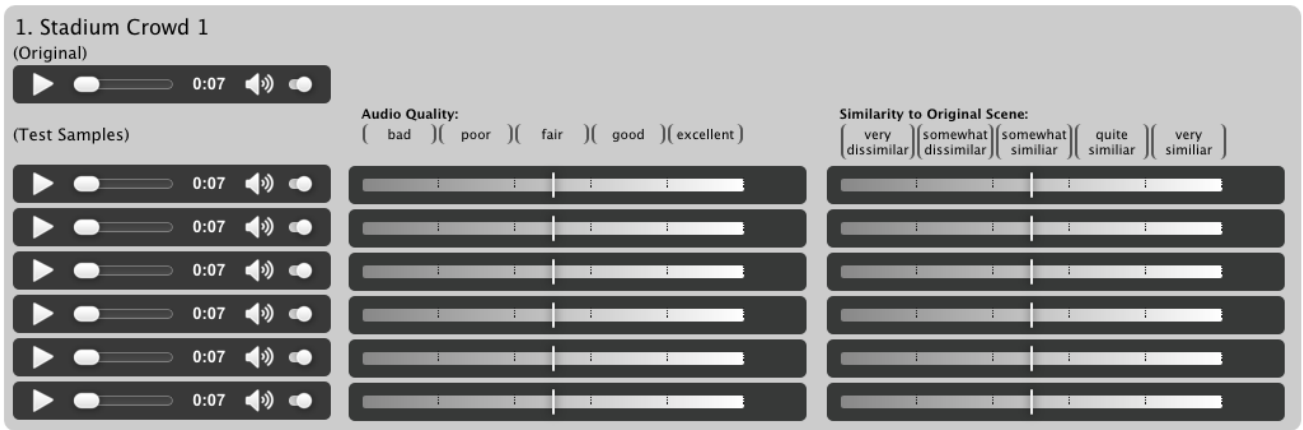 1. Stadium Crowd 1
(Original)
0:07
(Test Samples)
Audio Quality:
bad poor fair good excellent
Similarity to Original Scene:
very dissimilar somewhat dissimilar somewhat similiar quite similiar very similiar
0:07
0:07
0:07
0:07
0:07
0:07